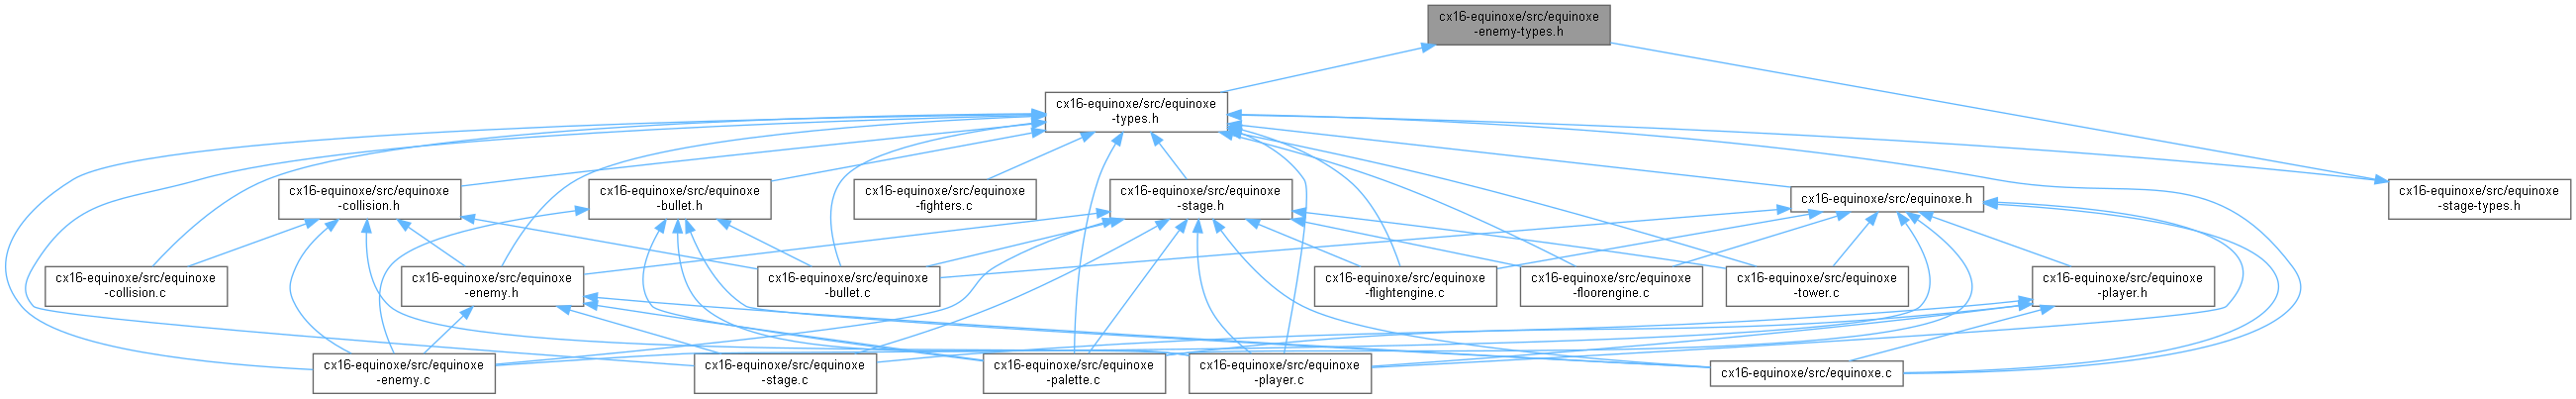 cx16-equinoxe/src/equinoxe
-enemy-types.h
cx16-equinoxe/src/equinoxe
-types.h
cx16-equinoxe/src/equinoxe
-collision.h
cx16-equinoxe/src/equinoxe
-bullet.h
cx16-equinoxe/src/equinoxe
-fighters.c
cx16-equinoxe/src/equinoxe
-stage.h
cx16-equinoxe/src/equinoxe.h
cx16-equinoxe/src/equinoxe
-stage-types.h
cx16-equinoxe/src/equinoxe
-collision.c
cx16-equinoxe/src/equinoxe
-enemy.h
cx16-equinoxe/src/equinoxe
-bullet.c
cx16-equinoxe/src/equinoxe
-flightengine.c
cx16-equinoxe/src/equinoxe
-floorengine.c
cx16-equinoxe/src/equinoxe
-tower.c
cx16-equinoxe/src/equinoxe
-player.h
cx16-equinoxe/src/equinoxe
-enemy.c
cx16-equinoxe/src/equinoxe
-stage.c
cx16-equinoxe/src/equinoxe
-palette.c
cx16-equinoxe/src/equinoxe
-player.c
cx16-equinoxe/src/equinoxe.c